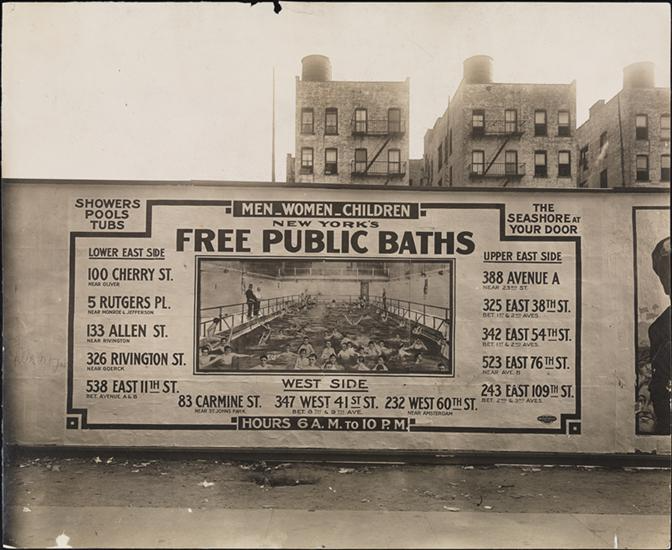 SHOWERS
POOLS
TUBS
MEN_WOMEN_CHILDREN
NEW YORK'S
FREE PUBLIC BATHS
THE
SEASHORE AT
YOUR DOOR
LOWER EAST SIDE
100 CHERRY ST.
NEAR OLIVER
5 RUTGERS PL.
NEAR MONROE & JEFFERSON
133 ALLEN ST.
NEAR RIVINGTON
326 RIVINGTON ST.
NEAR GOERCK
538 EAST 11TH ST.
BET. AVENUE A & B
UPPER EAST SIDE
388 AVENUE A
NEAR 23RD ST.
325 EAST 38TH ST.
BET. 1ST & 2ND AVES.
342 EAST 54TH ST.
BET. 1ST & 2ND AVES.
523 EAST 76TH ST.
NEAR AVE. B
243 EAST 109TH ST.
BET. 2ND & 3RD AVES.
WEST SIDE
83 CARMINE ST.
NEAR ST. JOHNS PARK.
347 WEST 41ST ST.
BET. 8TH & 9TH AVE.
232 WEST 60TH ST.
NEAR AMSTERDAM
HOURS 6 A.M. TO 10 P.M.